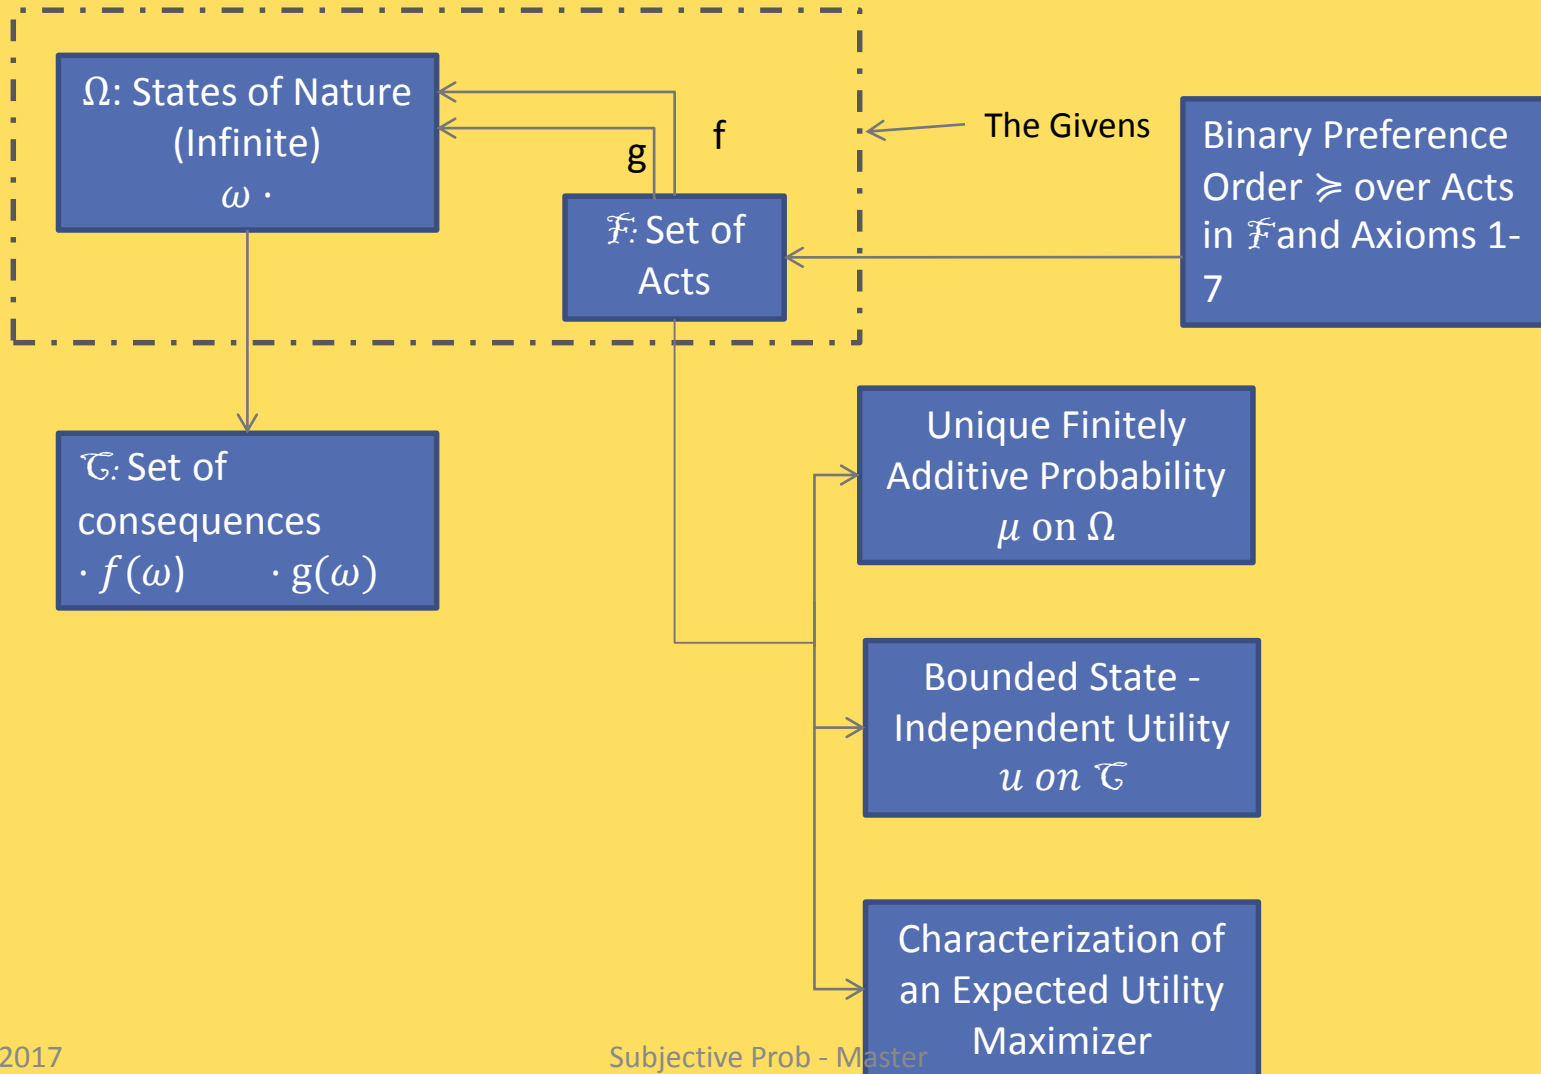 Ω: States of Nature
(Infinite)
ω ·
f
g
The Givens
Binary Preference
Order ≽ over Acts
in ℱ and Axioms 1-
7
ℱ: Set of
Acts
𝒞: Set of
consequences
· f(ω) · g(ω)
Unique Finitely
Additive Probability
μ on Ω
Bounded State -
Independent Utility
u on 𝒞
Characterization of
an Expected Utility
Maximizer
2017
Subjective Prob - Master